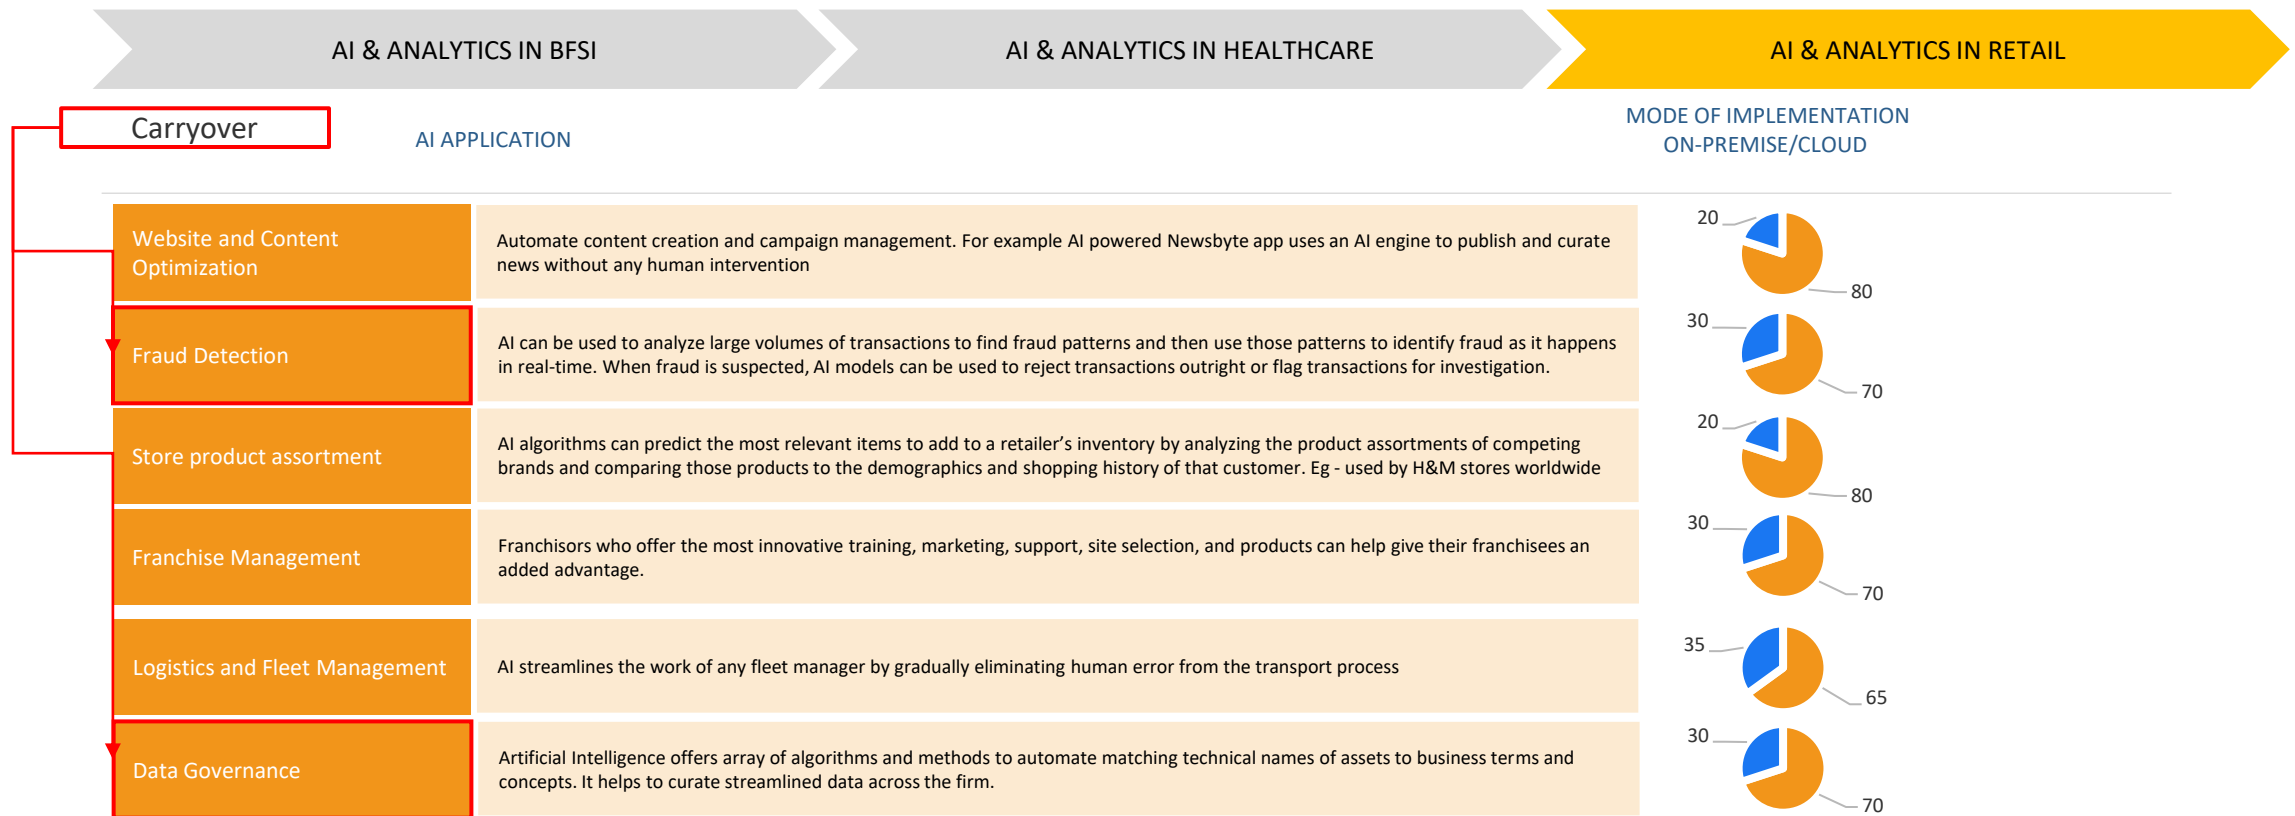 AI & ANALYTICS IN BFSI
AI & ANALYTICS IN HEALTHCARE
AI & ANALYTICS IN RETAIL
Carryover
AI APPLICATION
MODE OF IMPLEMENTATION
ON-PREMISE/CLOUD
Website and Content
Optimization
Automate content creation and campaign management. For example AI powered Newsbyte app uses an AI engine to publish and curate
news without any human intervention
20
80
Fraud Detection
AI can be used to analyze large volumes of transactions to find fraud patterns and then use those patterns to identify fraud as it happens
in real-time. When fraud is suspected, AI models can be used to reject transactions outright or flag transactions for investigation.
30
70
Store product assortment
AI algorithms can predict the most relevant items to add to a retailer’s inventory by analyzing the product assortments of competing
brands and comparing those products to the demographics and shopping history of that customer. Eg - used by H&M stores worldwide
20
80
Franchise Management
Franchisors who offer the most innovative training, marketing, support, site selection, and products can help give their franchisees an
added advantage.
30
70
Logistics and Fleet Management
AI streamlines the work of any fleet manager by gradually eliminating human error from the transport process
35
65
Data Governance
Artificial Intelligence offers array of algorithms and methods to automate matching technical names of assets to business terms and
concepts. It helps to curate streamlined data across the firm.
30
70